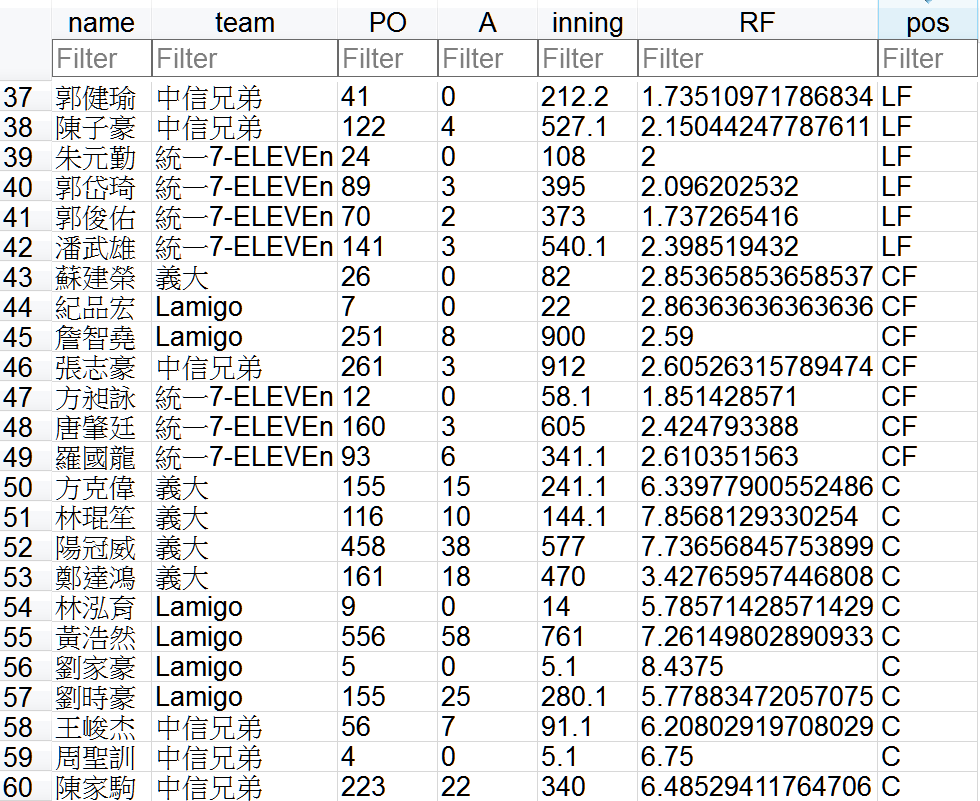 name team PO A inning RF pos
Filter Filter Filter Filter Filter Filter Filter
37 郭健瑜 中信兄弟 41 0 212.2 1.73510971786834 LF
38 陳子豪 中信兄弟 122 4 527.1 2.15044247787611 LF
39 朱元勤 統一7-ELEVEn 24 0 108 2 LF
40 郭岱琦 統一7-ELEVEn 89 3 395 2.096202532 LF
41 郭俊佑 統一7-ELEVEn 70 2 373 1.737265416 LF
42 潘武雄 統一7-ELEVEn 141 3 540.1 2.398519432 LF
43 蘇建榮 義大 26 0 82 2.85365853658537 CF
44 紀品宏 Lamigo 7 0 22 2.86363636363636 CF
45 詹智堯 Lamigo 251 8 900 2.59 CF
46 張志豪 中信兄弟 261 3 912 2.60526315789474 CF
47 方昶詠 統一7-ELEVEn 12 0 58.1 1.851428571 CF
48 唐肇廷 統一7-ELEVEn 160 3 605 2.424793388 CF
49 羅國龍 統一7-ELEVEn 93 6 341.1 2.610351563 CF
50 方克偉 義大 155 15 241.1 6.33977900552486 C
51 林琨笙 義大 116 10 144.1 7.8568129330254 C
52 陽冠威 義大 458 38 577 7.73656845753899 C
53 鄭達鴻 義大 161 18 470 3.42765957446808 C
54 林泓育 Lamigo 9 0 14 5.78571428571429 C
55 黃浩然 Lamigo 556 58 761 7.26149802890933 C
56 劉家豪 Lamigo 5 0 5.1 8.4375 C
57 劉時豪 Lamigo 155 25 280.1 5.77883472057075 C
58 王峻杰 中信兄弟 56 7 91.1 6.20802919708029 C
59 周聖訓 中信兄弟 4 0 5.1 6.75 C
60 陳家駒 中信兄弟 223 22 340 6.48529411764706 C